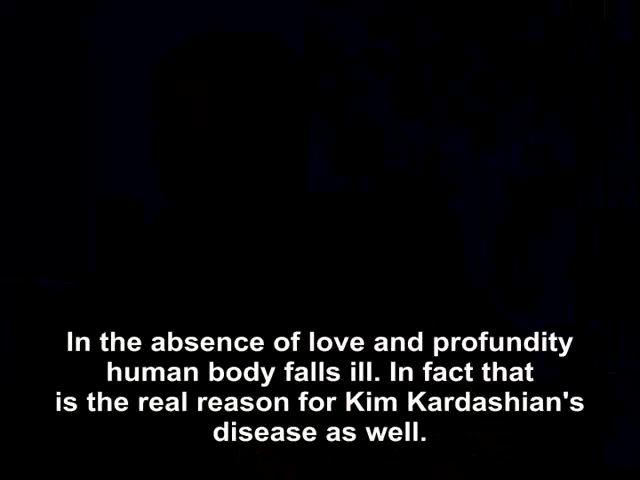 In the absence of love and profundity
human body falls ill. In fact that
is the real reason for Kim Kardashian's
disease as well.